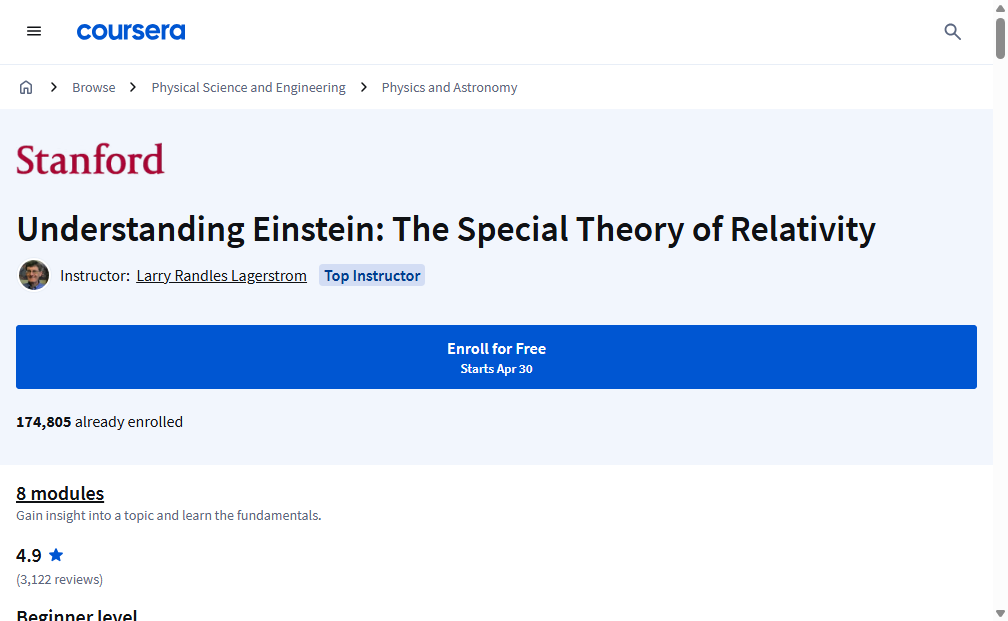 coursera
Browse
Physical Science and Engineering
Physics and Astronomy
Stanford
Understanding Einstein: The Special Theory of Relativity
Instructor: Larry Randles Lagerstrom Top Instructor
Enroll for Free
Starts Apr 30
174,805 already enrolled
8 modules
Gain insight into a topic and learn the fundamentals.
4.9
(3,122 reviews)
Beginner level